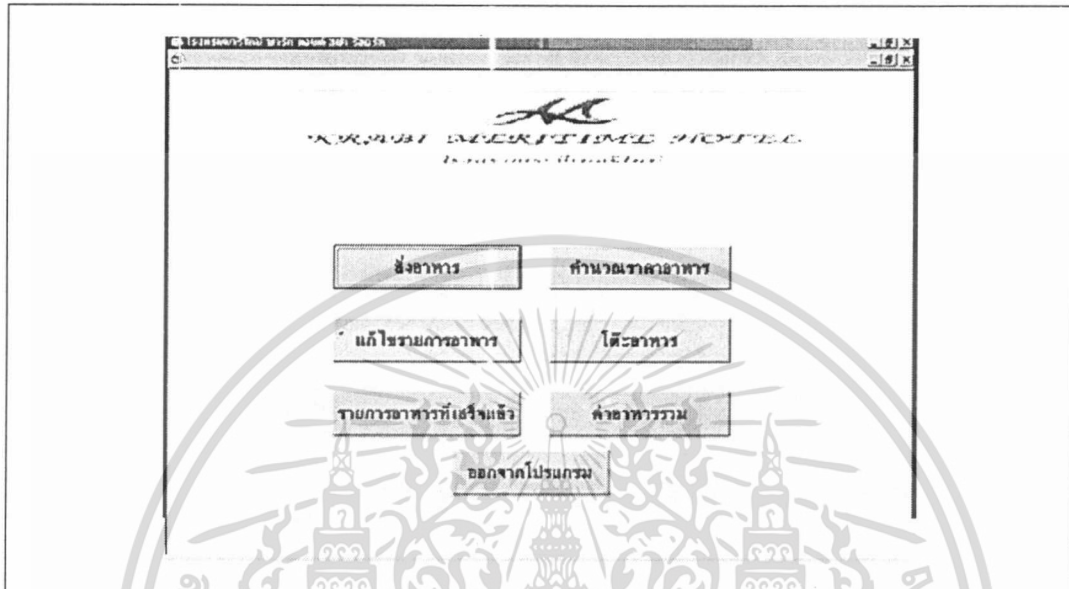 KRABI MERITIME HOTEL
สั่งอาหาร
คำนวณราคาอาหาร
แก้ไขรายการอาหาร
โต๊ะอาหาร
รายการอาหารที่เสร็จแล้ว
ค่าอาหารรวม
ออกจากโปรแกรม